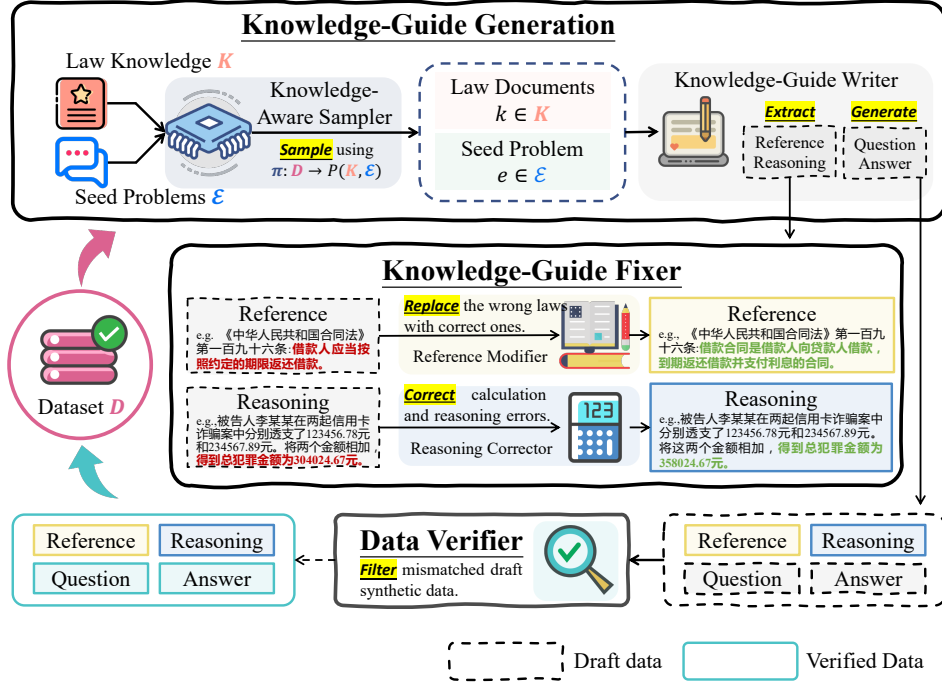 Knowledge-Guide Generation
Law Knowledge K
Seed Problems ℰ
Knowledge-
Aware Sampler
Sample using
π: D → P(K, ℰ)
Law Documents
k ∈ K
Seed Problem
e ∈ ℰ
Knowledge-Guide Writer
Extract
Reference
Reasoning
Generate
Question
Answer
Knowledge-Guide Fixer
Reference
e.g. 《中华人民共和国合同法》
第一百九十六条:借款人应当按
照约定的期限返还借款。
Replace the wrong laws
with correct ones.
Reference Modifier
Reference
e.g., 《中华人民共和国合同法》第一百九
十六条:借款合同是借款人向贷款人借款，
到期返还借款并支付利息的合同。
Reasoning
e.g.,被告人李某某在两起信用卡
诈骗案中分别透支了123456.78元
和234567.89元。将两个金额相加
得到总犯罪金额为304024.67元。
Correct calculation
and reasoning errors.
Reasoning Corrector
123
Reasoning
e.g.,被告人李某某在两起信用卡诈骗案中
分别透支了123456.78元和234567.89元。
将这两个金额相加，得到总犯罪金额为
358024.67元。
Dataset D
Reference
Reasoning
Question
Answer
Data Verifier
Filter mismatched draft
synthetic data.
Reference
Reasoning
Question
Answer
Draft data
Verified Data